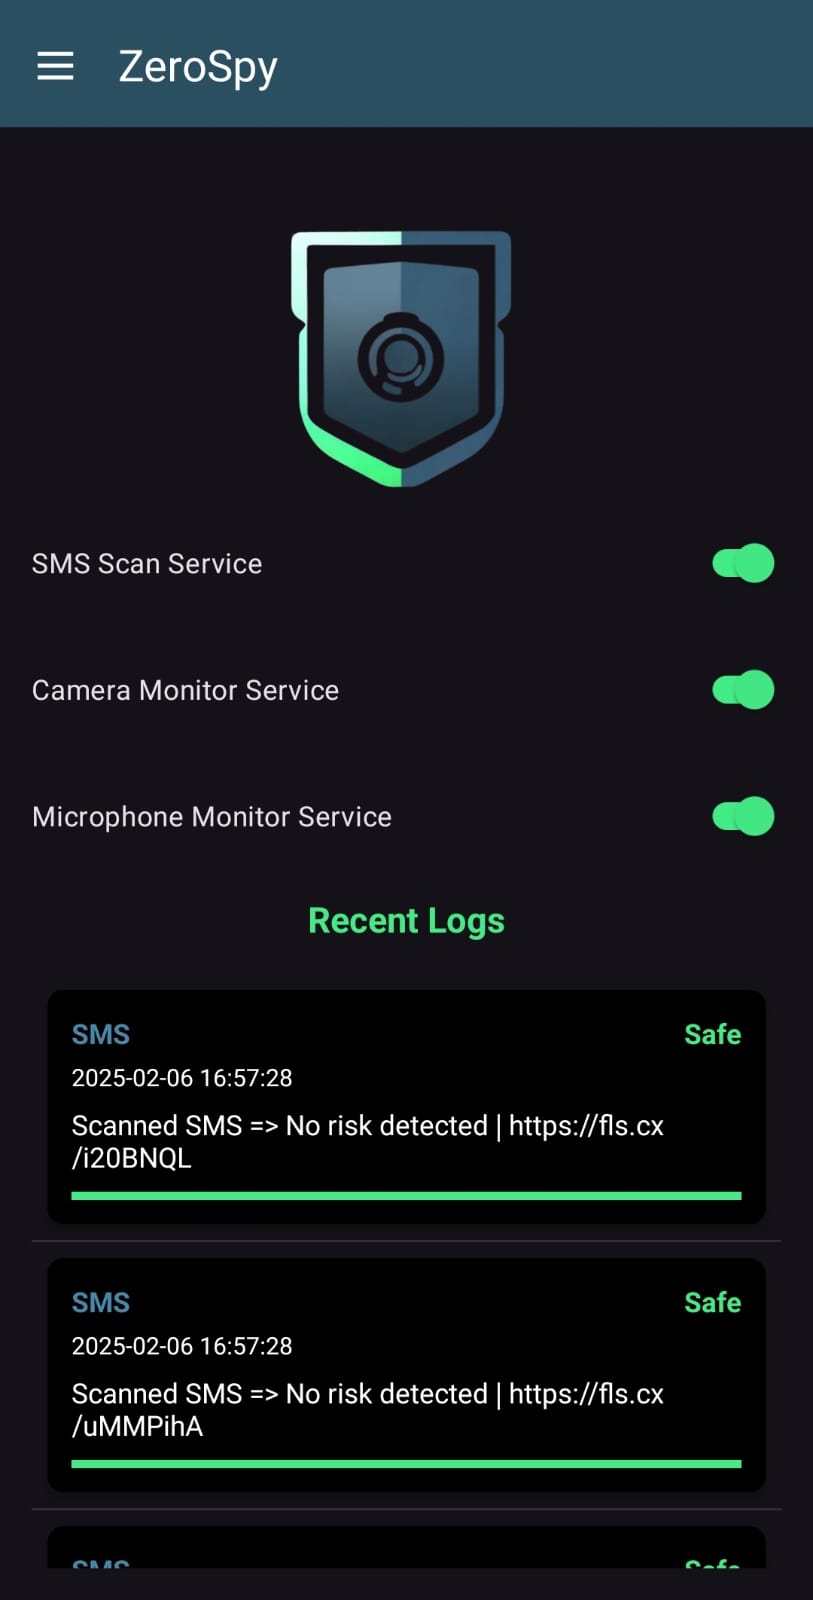 ZeroSpy
SMS Scan Service
Camera Monitor Service
Microphone Monitor Service
Recent Logs
SMS Safe
2025-02-06 16:57:28
Scanned SMS => No risk detected | https://fls.cx
/i20BNQL
SMS Safe
2025-02-06 16:57:28
Scanned SMS => No risk detected | https://fls.cx
/uMMPihA
SMS Safe